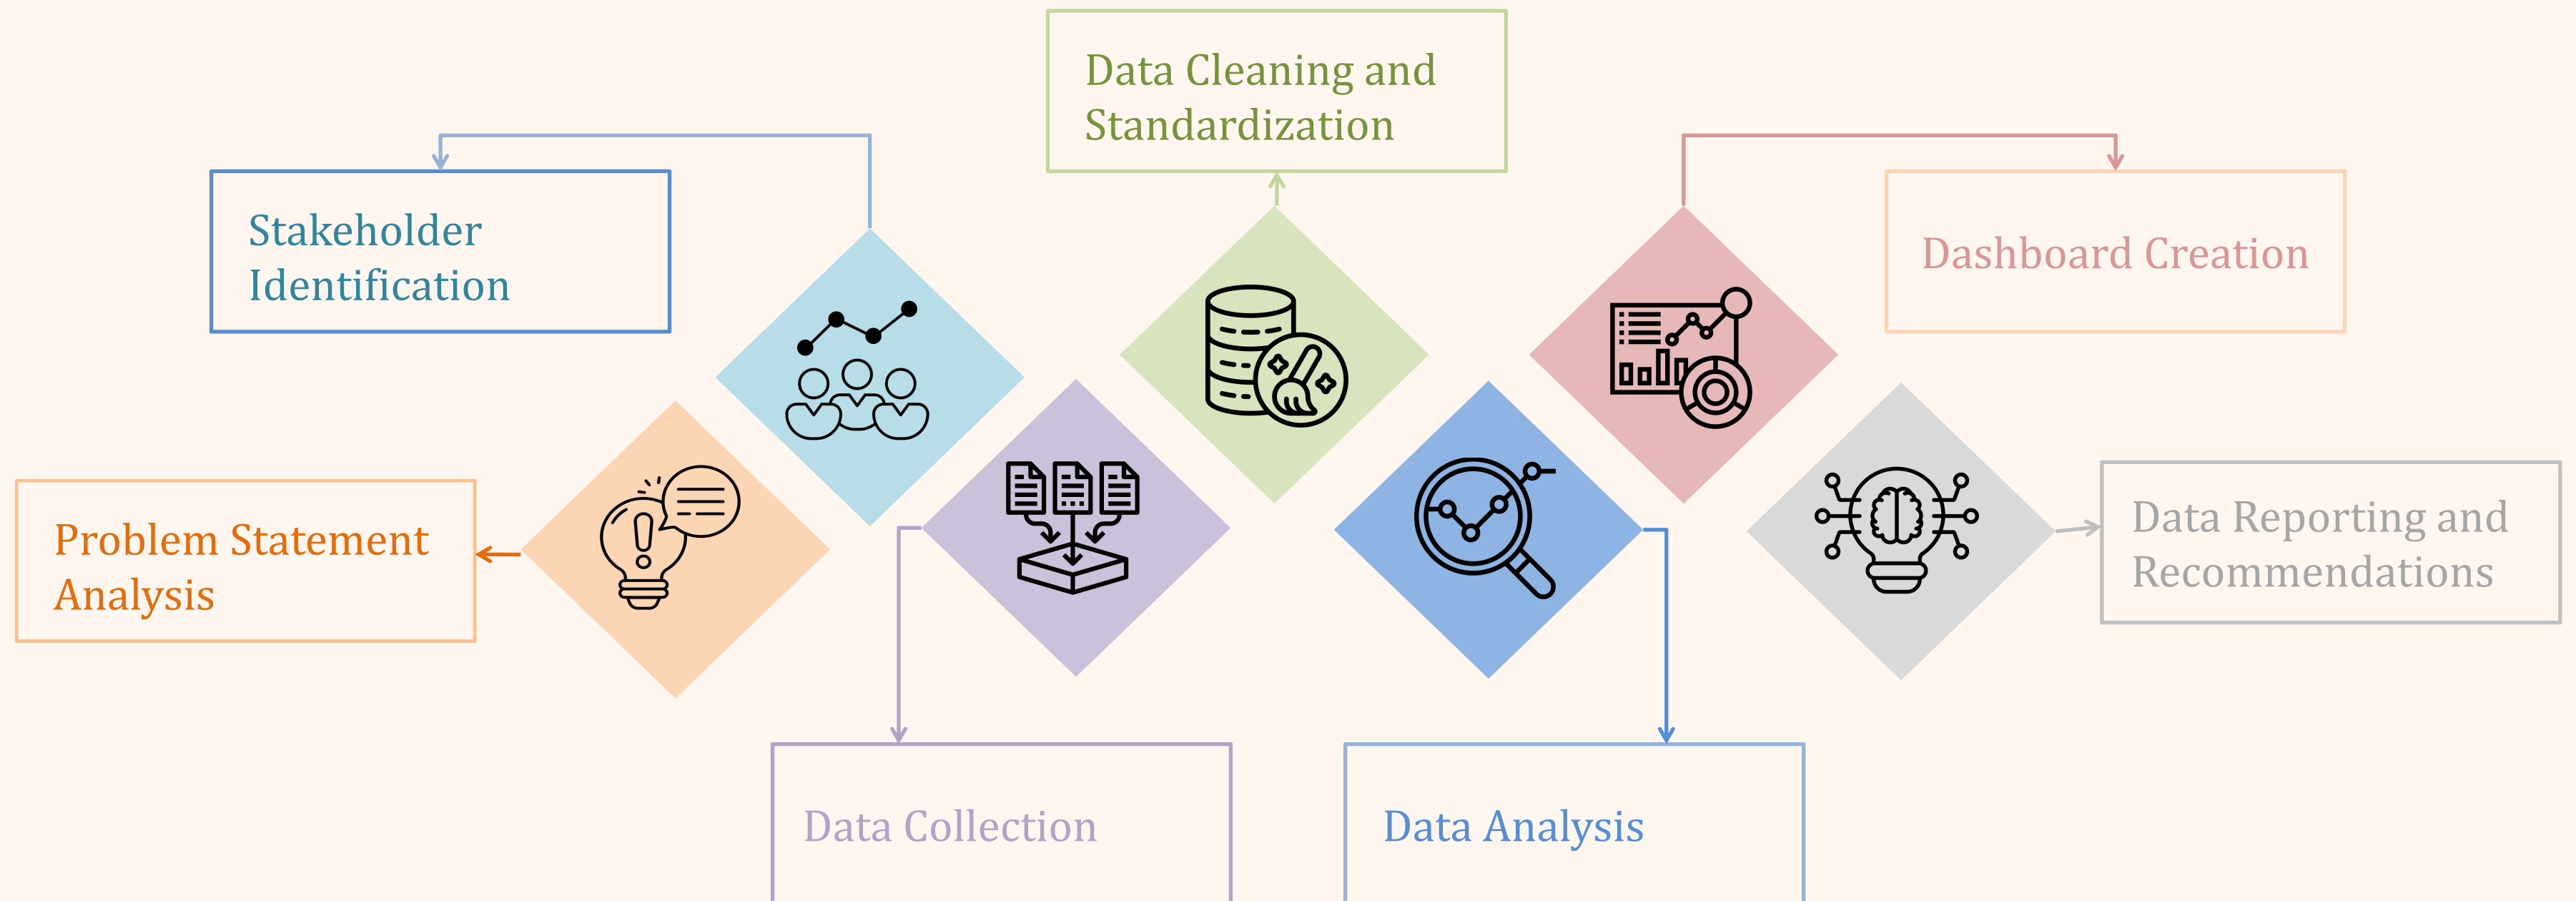 Data Cleaning and
Standardization
Stakeholder
Identification
Dashboard Creation
Problem Statement
Analysis
Data Reporting and
Recommendations
Data Collection
Data Analysis